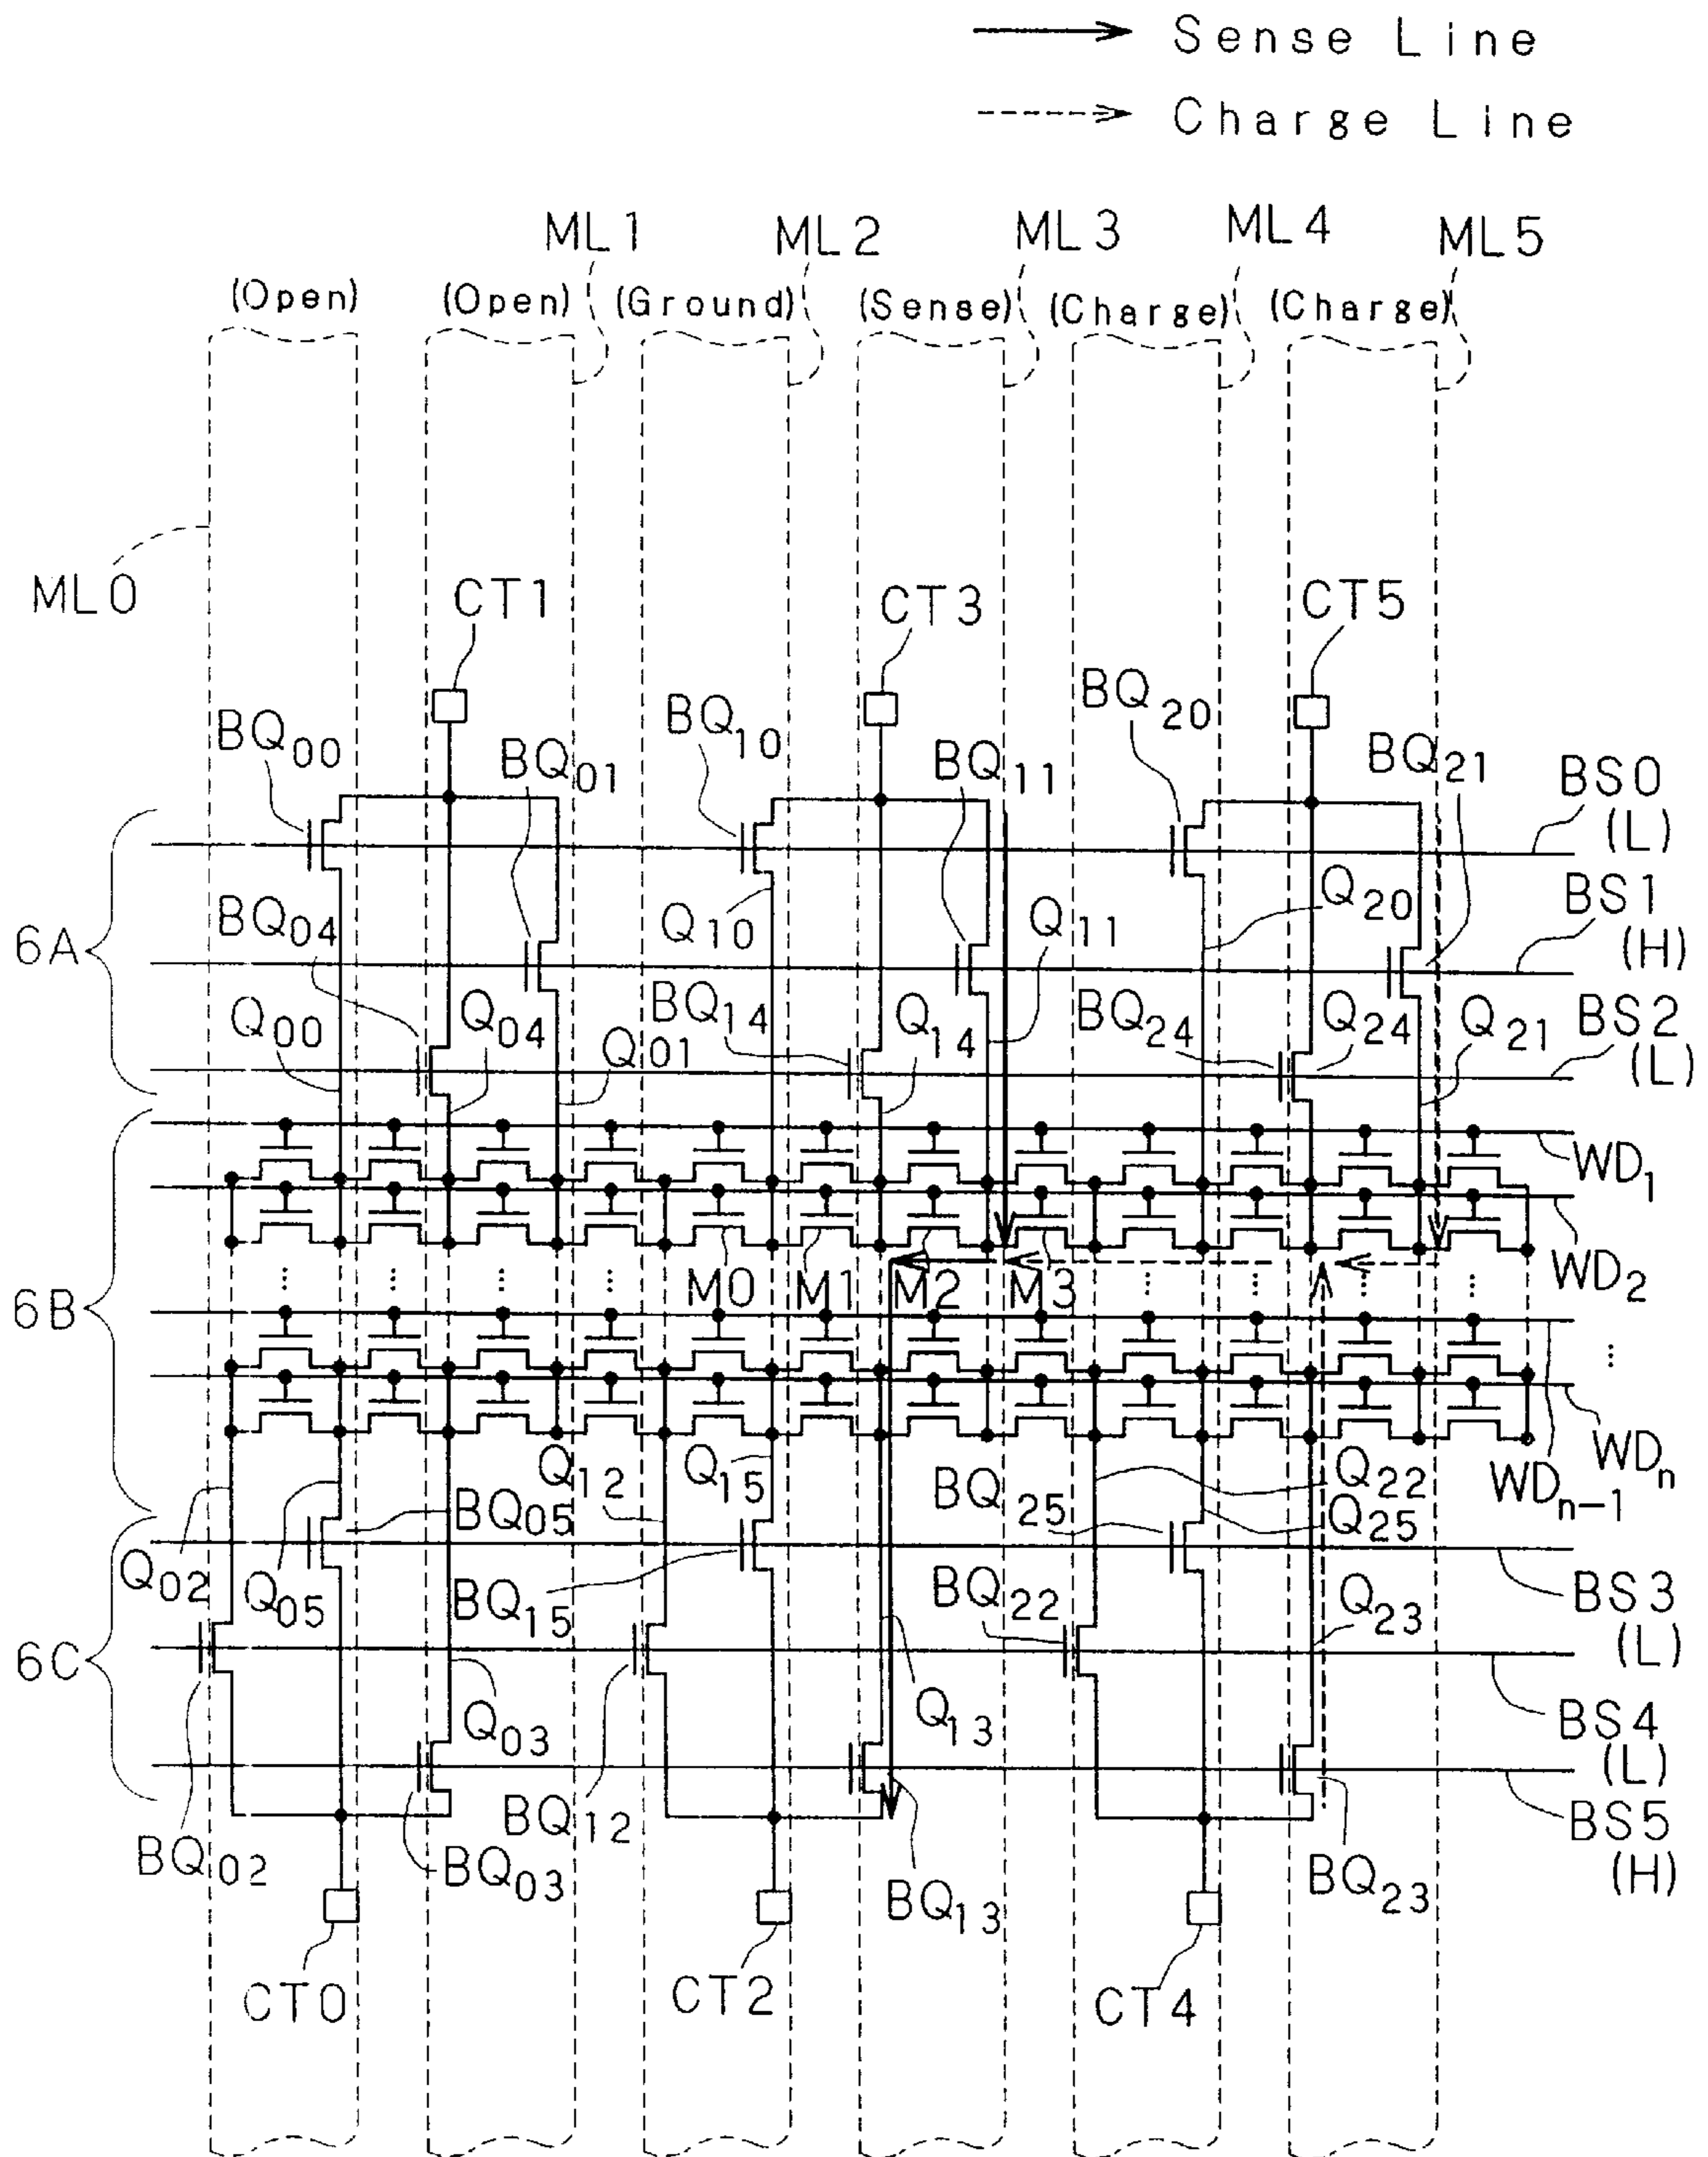 Sense Line
Charge Line
ML1 ML2 ML3 ML4 ML5
(Open) (Open) (Ground) (Sense) (Charge) (Charge)
ML0
CT1 CT3 CT5
BQ00 BQ01 BQ10 BQ11 BQ20 BQ21
BS0
(L)
6A
BQ04 Q10 Q11 Q20
BS1
(H)
Q00 Q04 Q01 BQ14 Q14 BQ24 Q24 Q21
BS2
(L)
WD1
WD2
6B
... ... ... ... M0 M1 M2 M3 ... ... ... ...
...
WDn-1
WDn
Q12 Q15 BQ25 Q22
Q25
Q02 Q05 BQ05 BQ15 BQ22
BS3
(L)
6C
Q03 Q13 Q23
BS4
(L)
BS5
(H)
BQ02 BQ03 BQ12 BQ13 BQ23
CT0 CT2 CT4